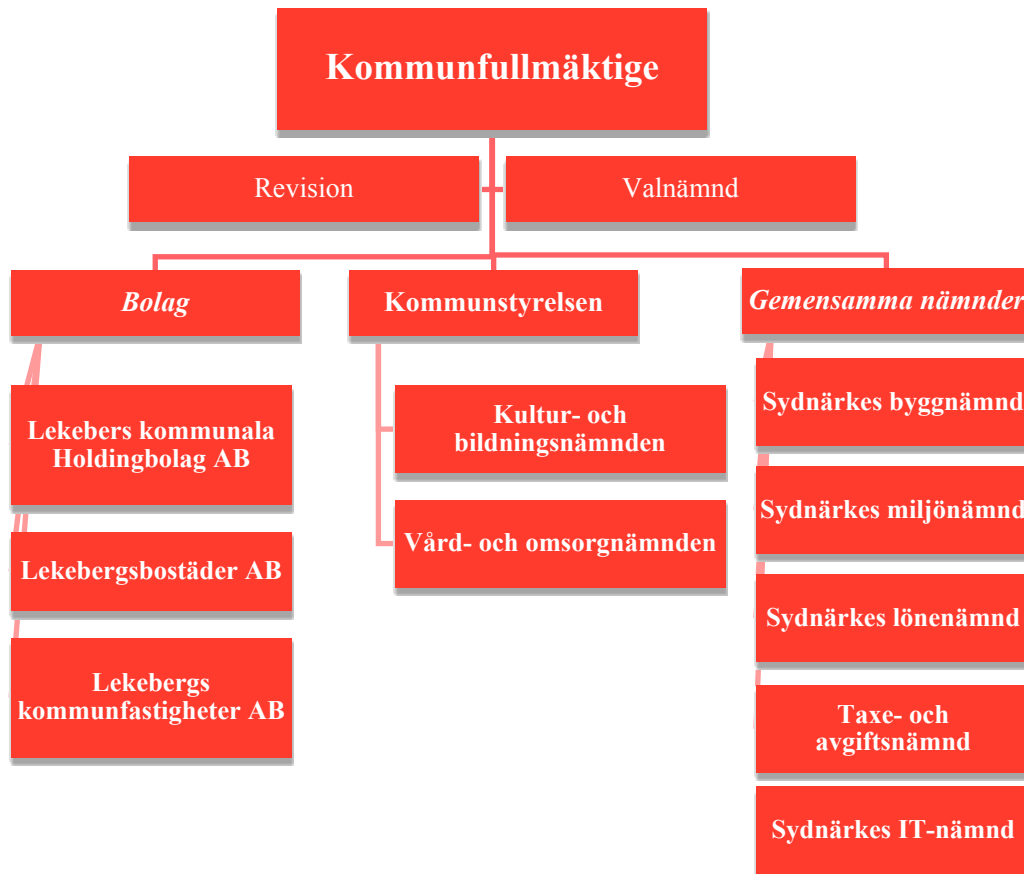 Kommunfullmäktige
Revision
Valnämnd
Bolag
Lekebers kommunala
Holdingbolag AB
Lekebergsbostäder AB
Lekebergs
kommunfastigheter AB
Kommunstyrelsen
Kultur- och
bildningsnämnden
Vård- och omsorgnämnden
Gemensamma nämnder
Sydnärkes byggnämnd
Sydnärkes miljönämnd
Sydnärkes lönenämnd
Taxe- och
avgiftsnämnd
Sydnärkes IT-nämnd